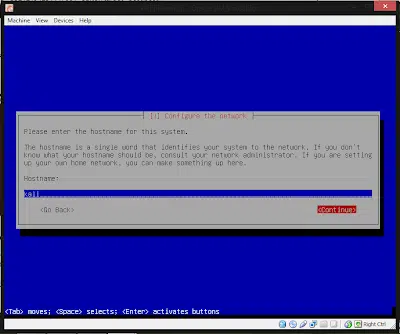 Machine View Devices Help
[!] Configure the network
Please enter the hostname for this system.
The hostname is a single word that identifies your system to the network. If you don't
know what your hostname should be, consult your network administrator. If you are setting
up your own home network, you can make something up here.
Hostname:
kali
<Go Back> <Continue>
<Tab> moves; <Space> selects; <Enter> activates buttons
Right Ctrl